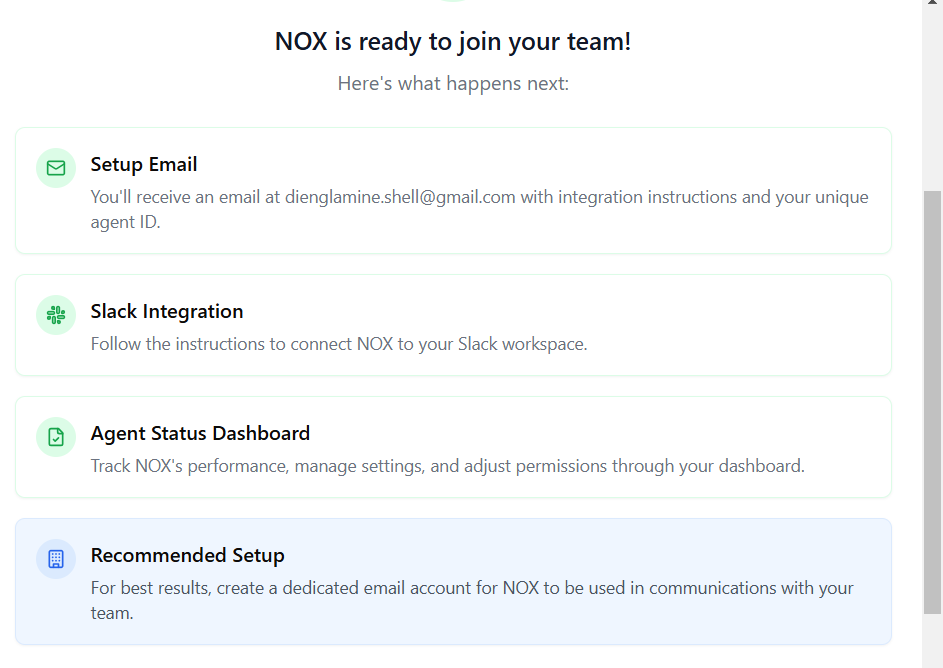 NOX is ready to join your team!
Here's what happens next:
Setup Email
You'll receive an email at dienglamine.shell@gmail.com with integration instructions and your unique
agent ID.
Slack Integration
Follow the instructions to connect NOX to your Slack workspace.
Agent Status Dashboard
Track NOX's performance, manage settings, and adjust permissions through your dashboard.
Recommended Setup
For best results, create a dedicated email account for NOX to be used in communications with your
team.